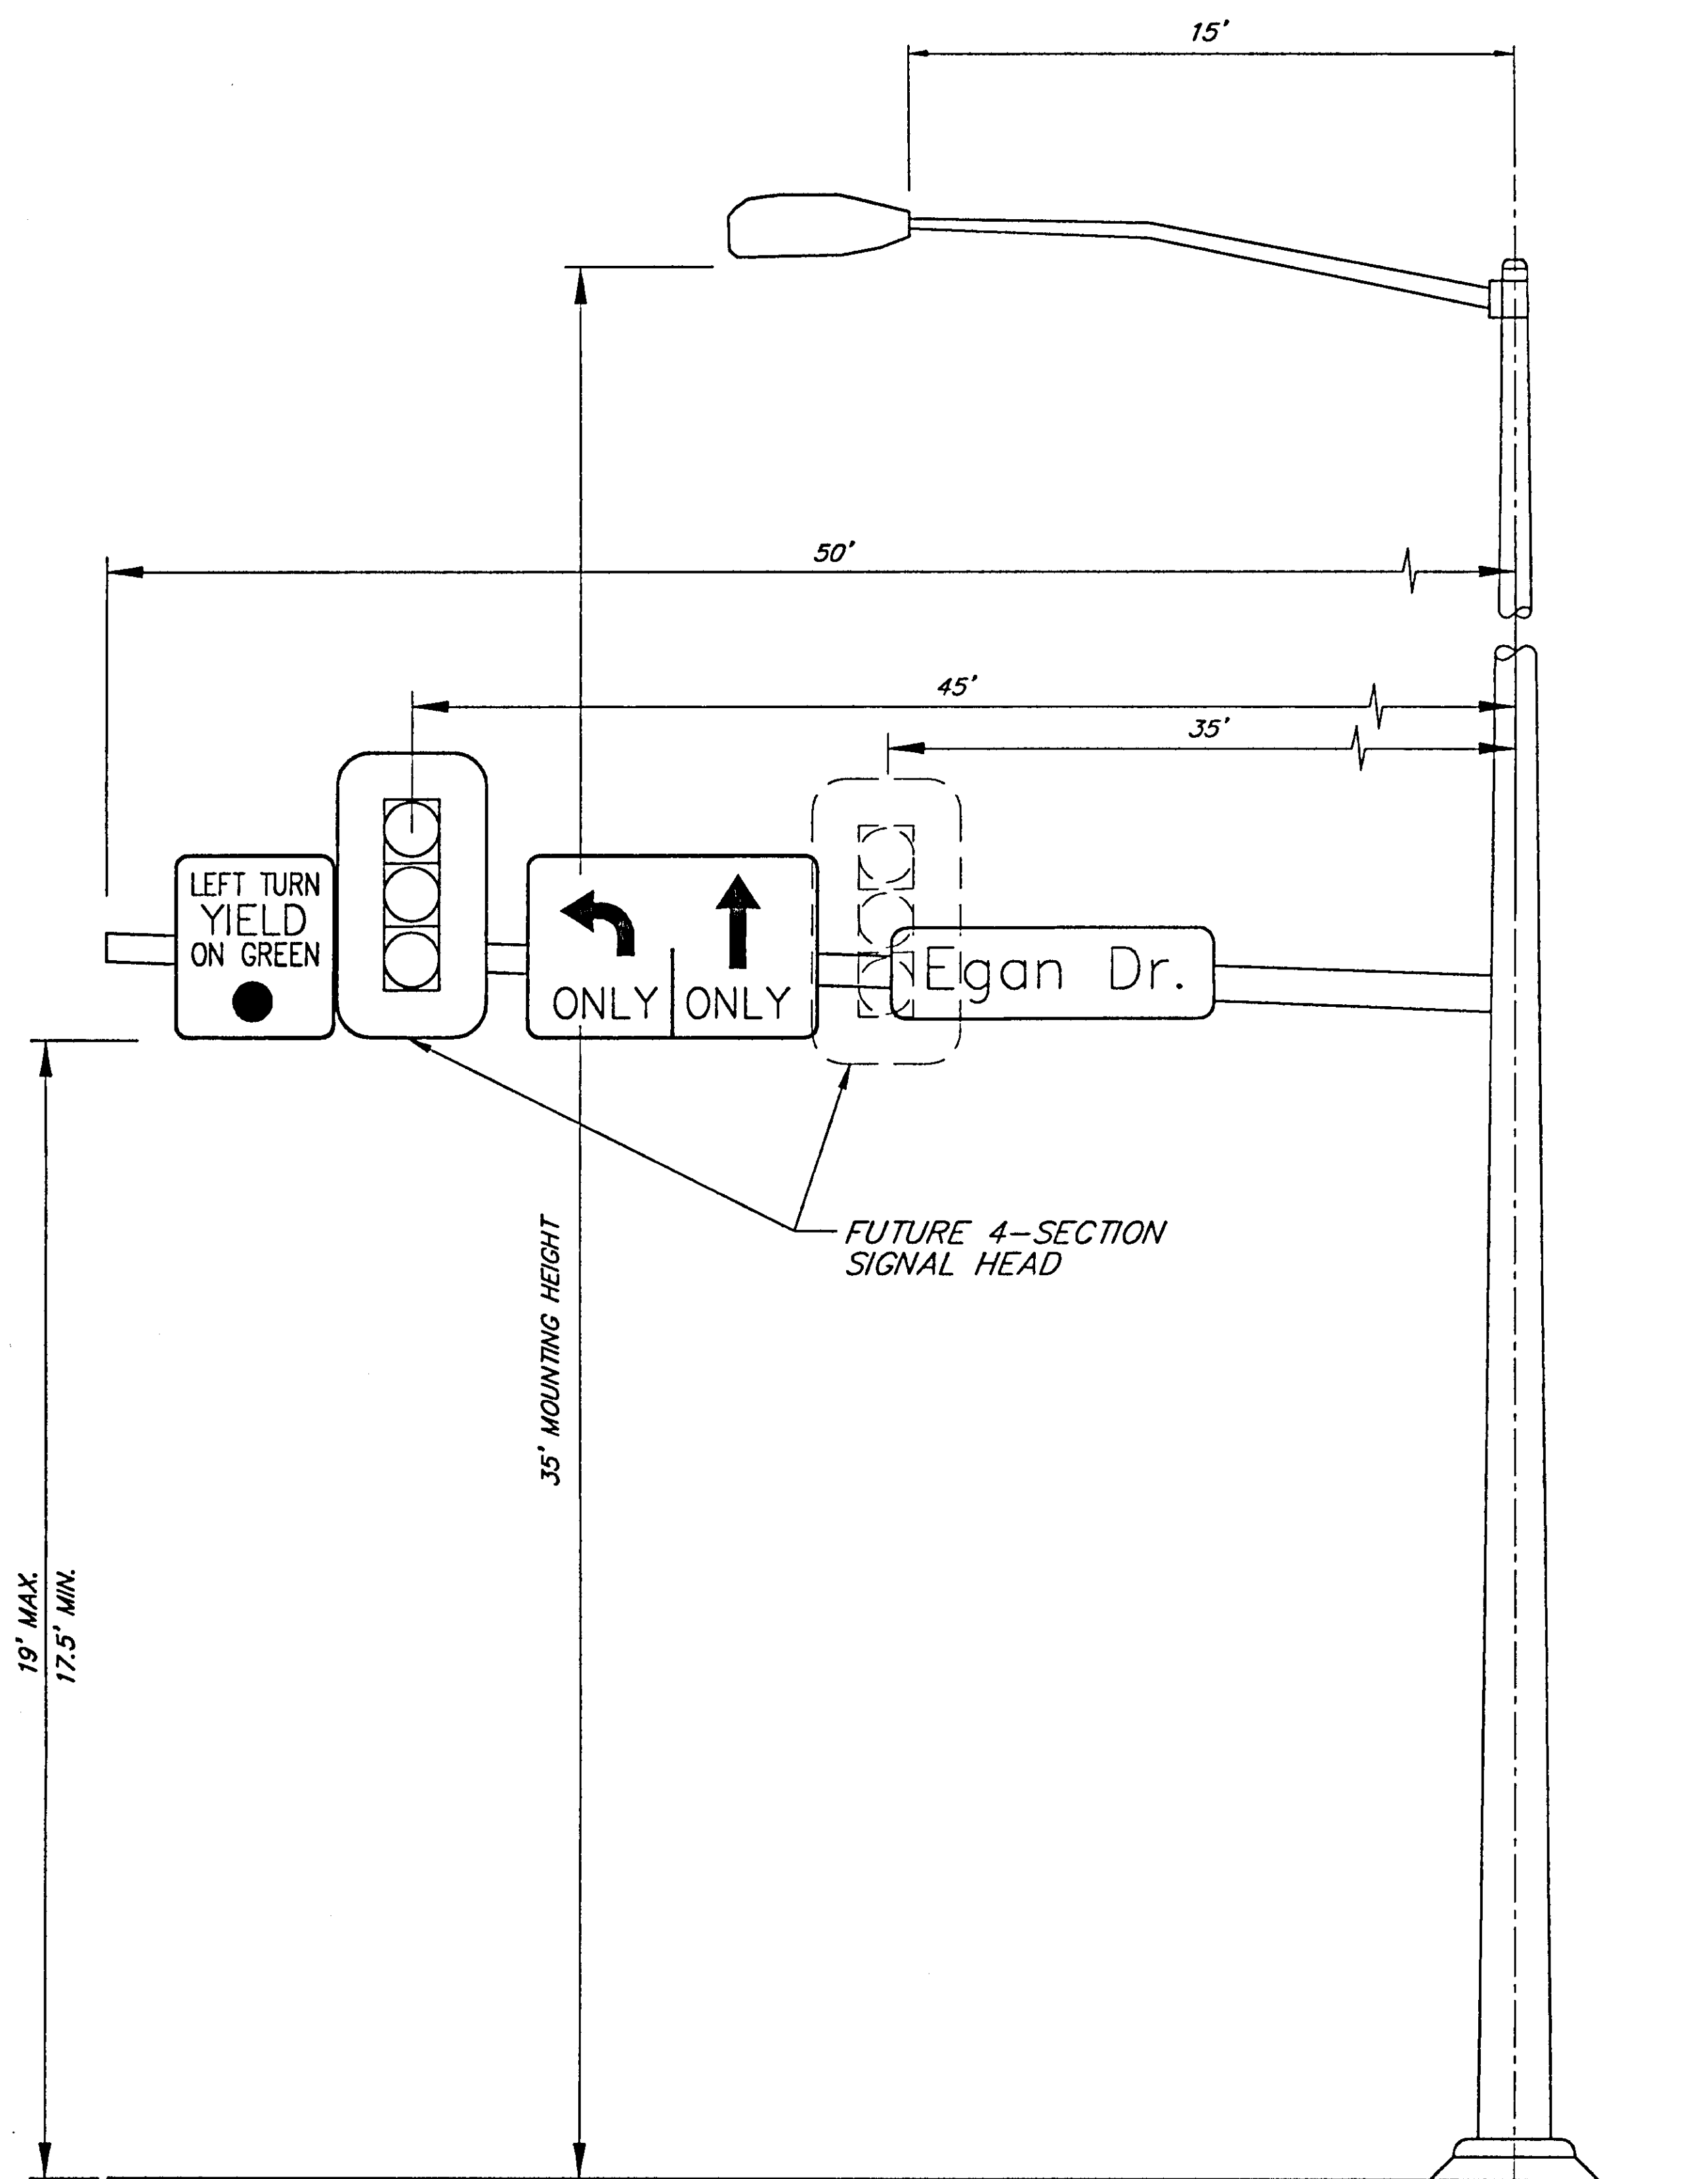 15'
50'
45'
35'
LEFT TURN
YIELD
ON GREEN
ONLY
ONLY
Egan Dr.
FUTURE 4-SECTION
SIGNAL HEAD
35' MOUNTING HEIGHT
19' MAX.
17.5' MIN.